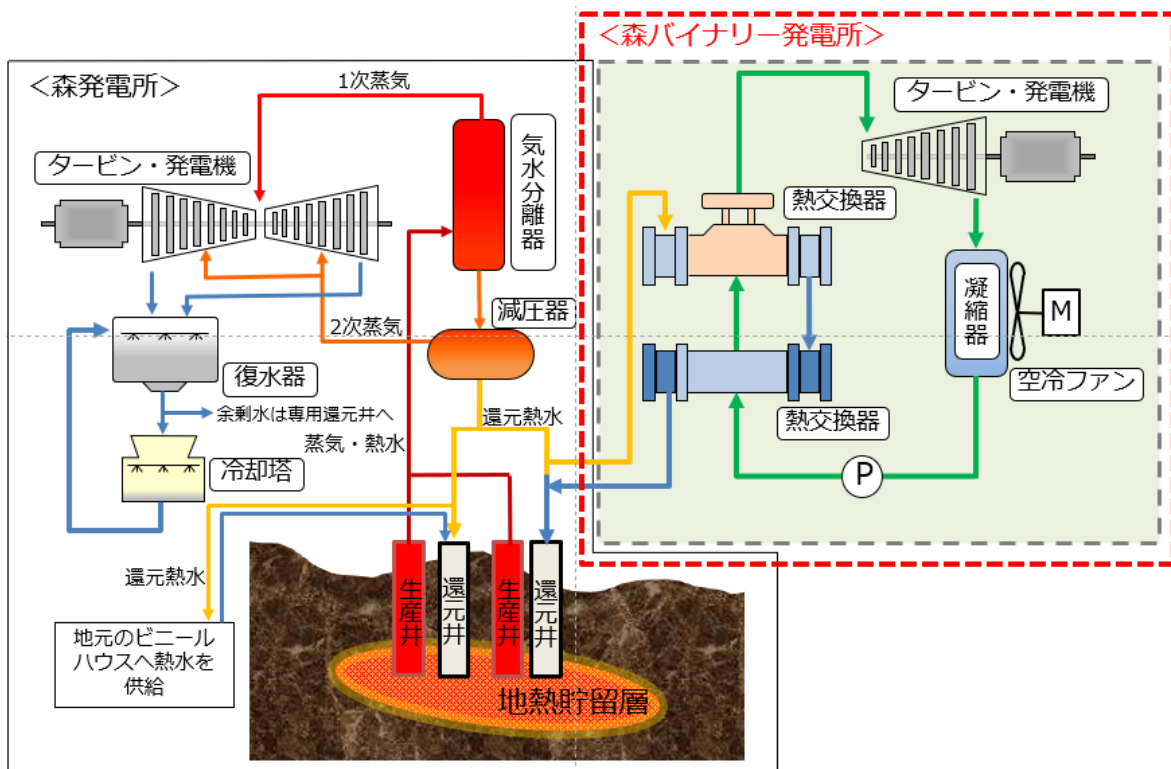 ＜森発電所＞
1次蒸気
タービン・発電機
気水分離器
減圧器
2次蒸気
復水器
余剰水は専用還元井へ
還元熱水
蒸気・熱水
冷却塔
還元熱水
地元のビニール
ハウスへ熱水を
供給
生産井
還元井
生産井
還元井
地熱貯留層
＜森バイナリー発電所＞
タービン・発電機
熱交換器
凝縮器
M
空冷ファン
熱交換器
P